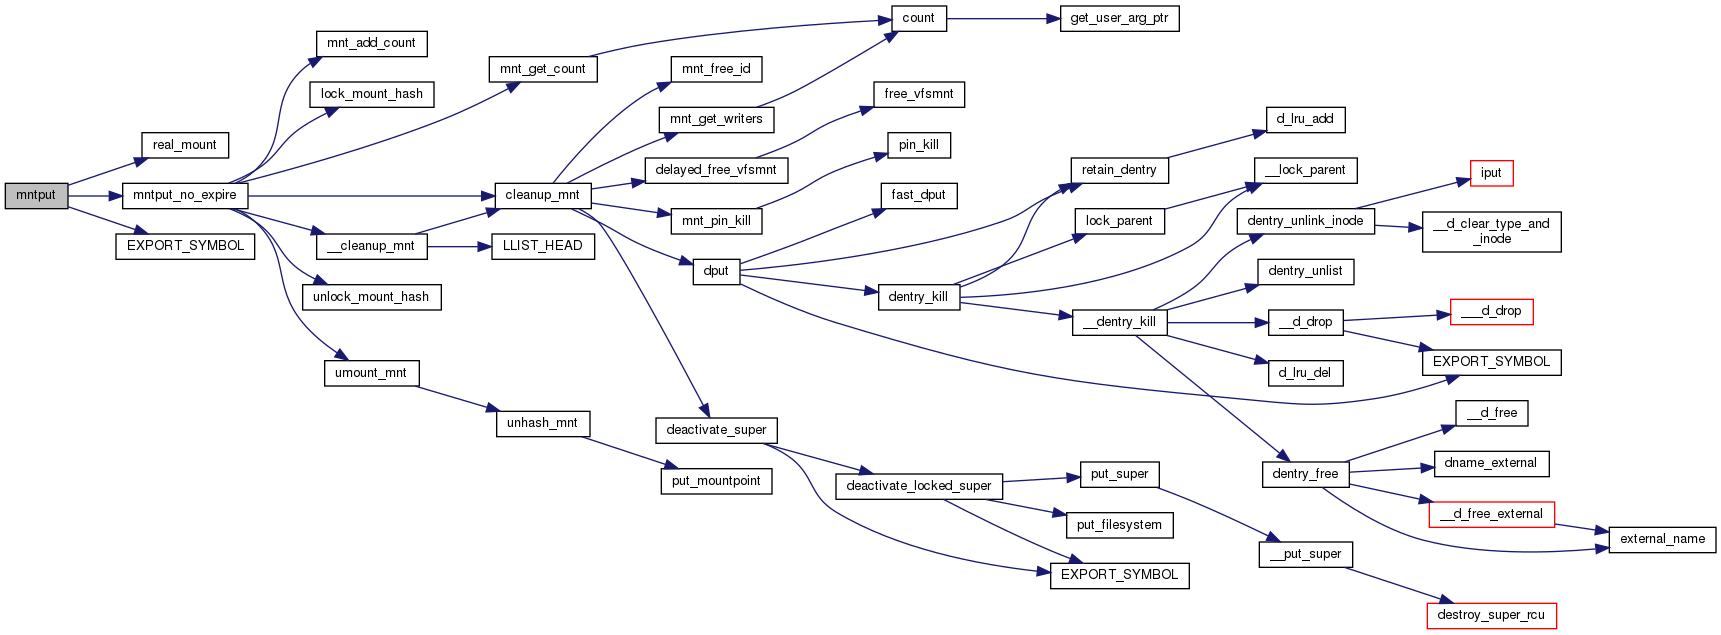 mntput
real_mount
mntput_no_expire
EXPORT_SYMBOL
mnt_add_count
lock_mount_hash
__cleanup_mnt
unlock_mount_hash
umount_mnt
mnt_get_count
cleanup_mnt
LLIST_HEAD
unhash_mnt
mnt_free_id
mnt_get_writers
delayed_free_vfsmnt
mnt_pin_kill
dput
deactivate_super
put_mountpoint
count
free_vfsmnt
pin_kill
fast_dput
dentry_kill
deactivate_locked_super
get_user_arg_ptr
retain_dentry
lock_parent
__dentry_kill
put_super
put_filesystem
EXPORT_SYMBOL
d_lru_add
__lock_parent
dentry_unlink_inode
dentry_unlist
__d_drop
d_lru_del
dentry_free
__put_super
iput
__d_clear_type_and
_inode
___d_drop
EXPORT_SYMBOL
__d_free
dname_external
__d_free_external
destroy_super_rcu
external_name